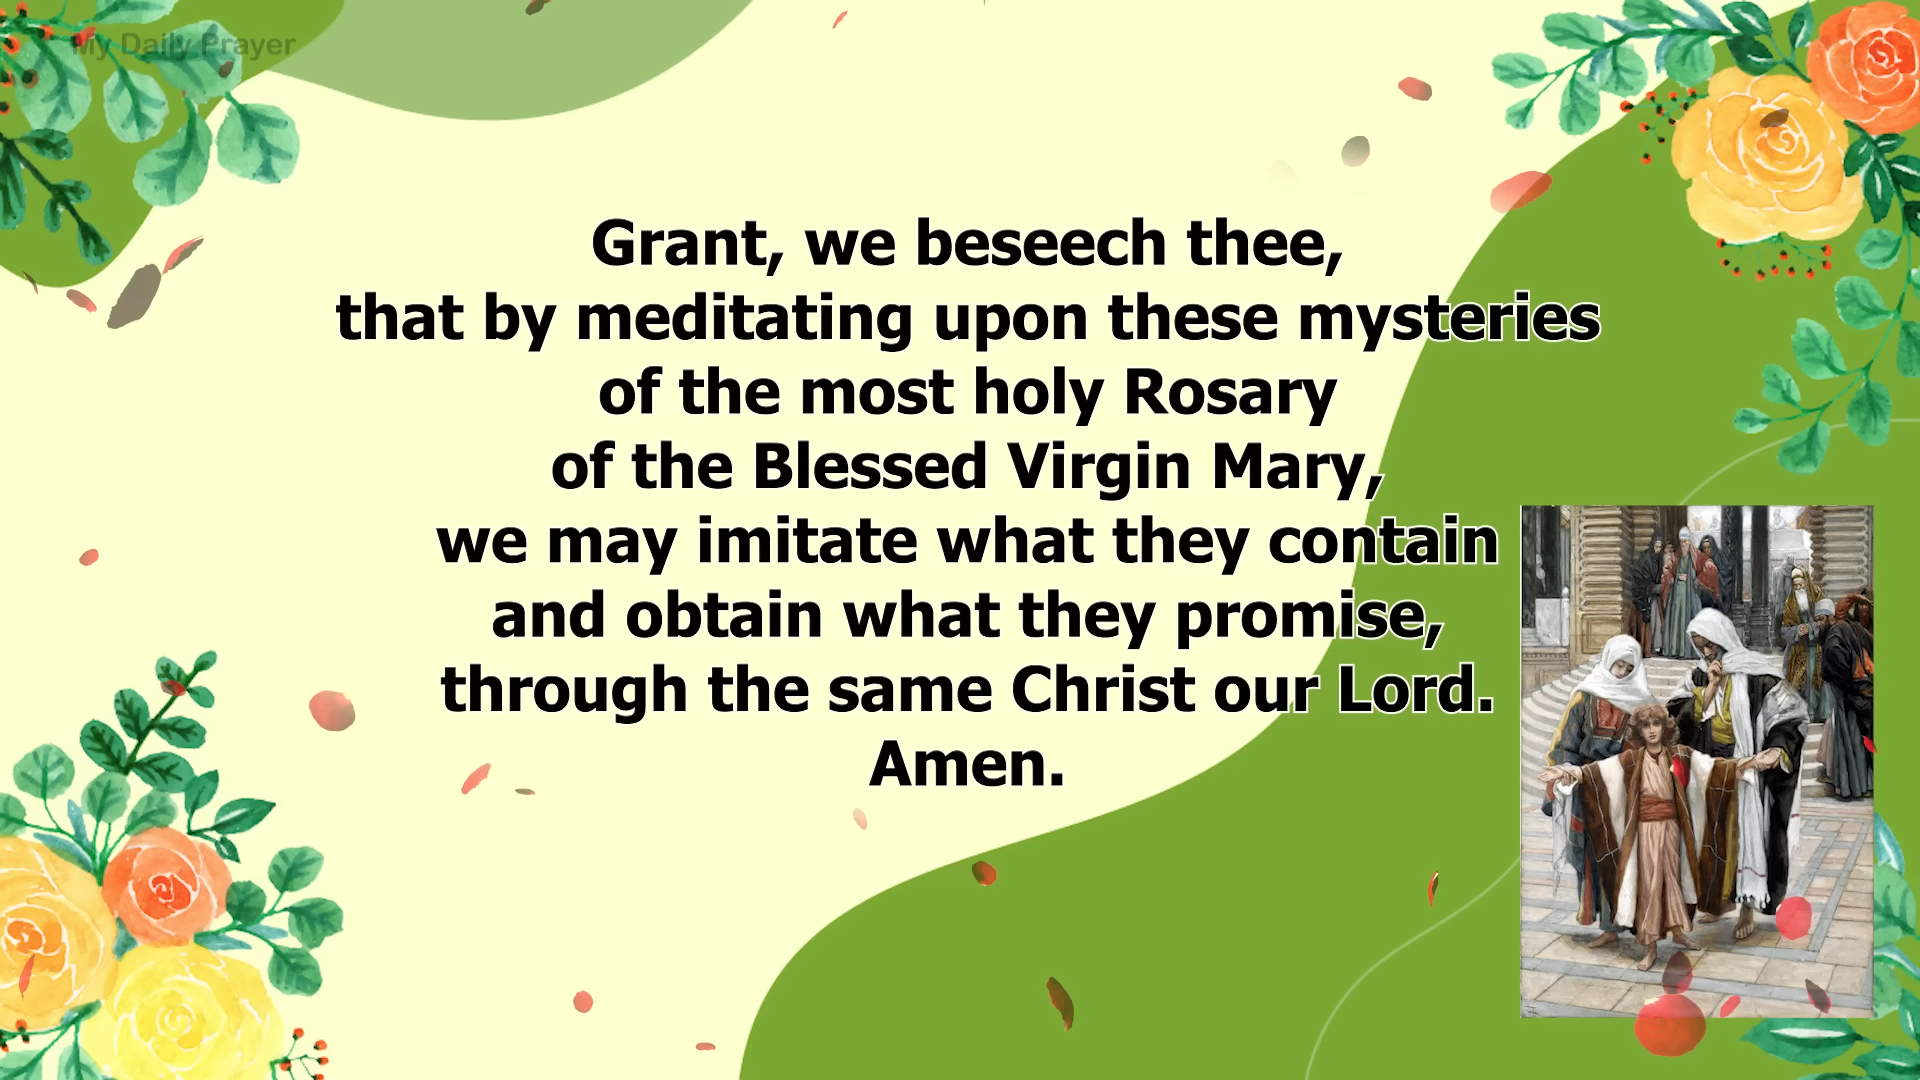 My Daily Prayer
Grant, we beseech thee,
that by meditating upon these mysteries
of the most holy Rosary
of the Blessed Virgin Mary,
we may imitate what they contain
and obtain what they promise,
through the same Christ our Lord.
Amen.